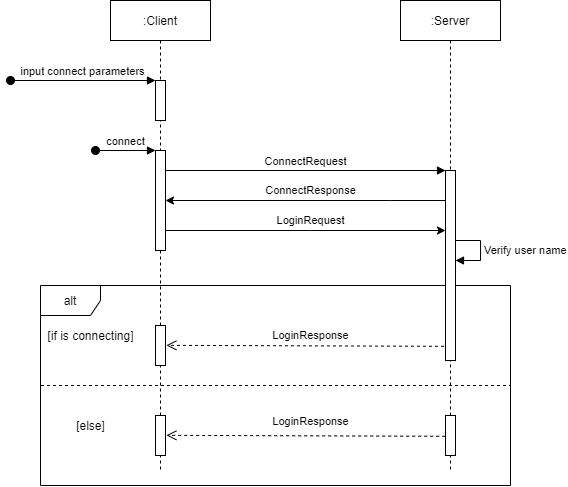 :Client
:Server
input connect parameters
connect
ConnectRequest
ConnectResponse
LoginRequest
Verify user name
alt
[if is connecting]
LoginResponse
[else]
LoginResponse